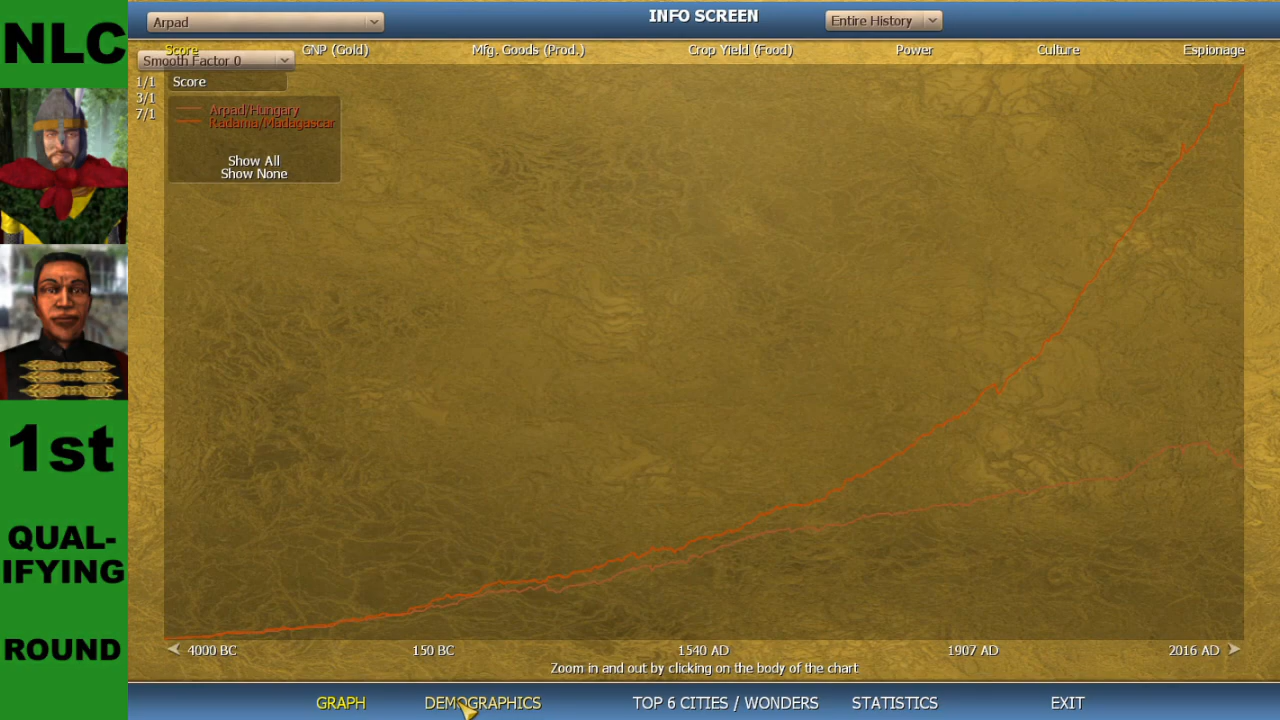 NLC
1st
QUAL-
IFYING
ROUND
Arpad
INFO SCREEN
Entire History
Score GNP (Gold) Mfg. Goods (Prod.) Crop Yield (Food) Power Culture Espionage
Smooth Factor 0
1/1
3/1
7/1
Score
Arpad/Hungary
Radama/Madagascar
Show All
Show None
4000 BC 150 BC 1540 AD 1907 AD 2016 AD
Zoom in and out by clicking on the body of the chart
GRAPH DEMOGRAPHICS TOP 6 CITIES / WONDERS STATISTICS EXIT